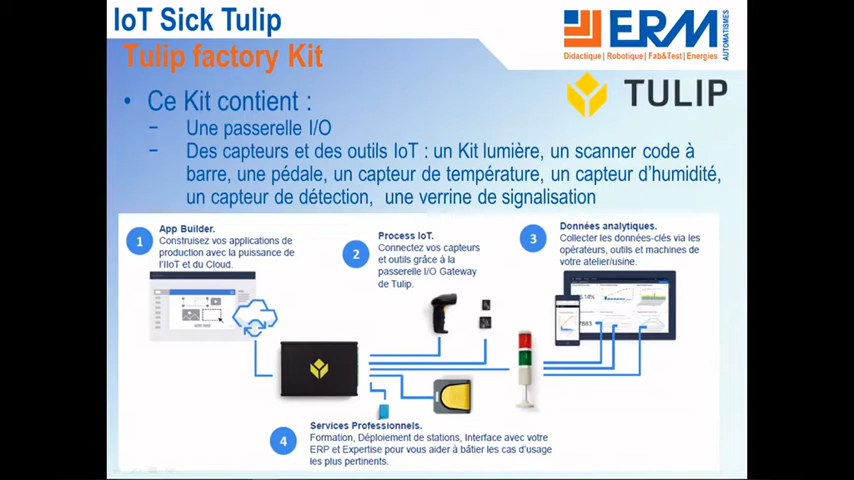 IoT Sick Tulip
Tulip factory Kit
ERM
AUTOMATISMES
Didactique | Robotique | Fab&Test | Energies
TULIP
• Ce Kit contient :
− Une passerelle I/O
− Des capteurs et des outils IoT : un Kit lumière, un scanner code à
barre, une pédale, un capteur de température, un capteur d'humidité,
un capteur de détection, une verrine de signalisation
1
App Builder.
Construisez vos applications de
production avec la puissance de
l'IIoT et du Cloud.
2
Process IoT.
Connectez vos capteurs
et outils grâce à la
passerelle I/O Gateway
de Tulip.
3
Données analytiques.
Collecter les données-clés via les
opérateurs, outils et machines de
votre atelier/usine.
7883
4
Services Professionnels.
Formation, Déploiement de stations, Interface avec votre
ERP et Expertise pour vous aider à bâtir les cas d'usage
les plus pertinents.